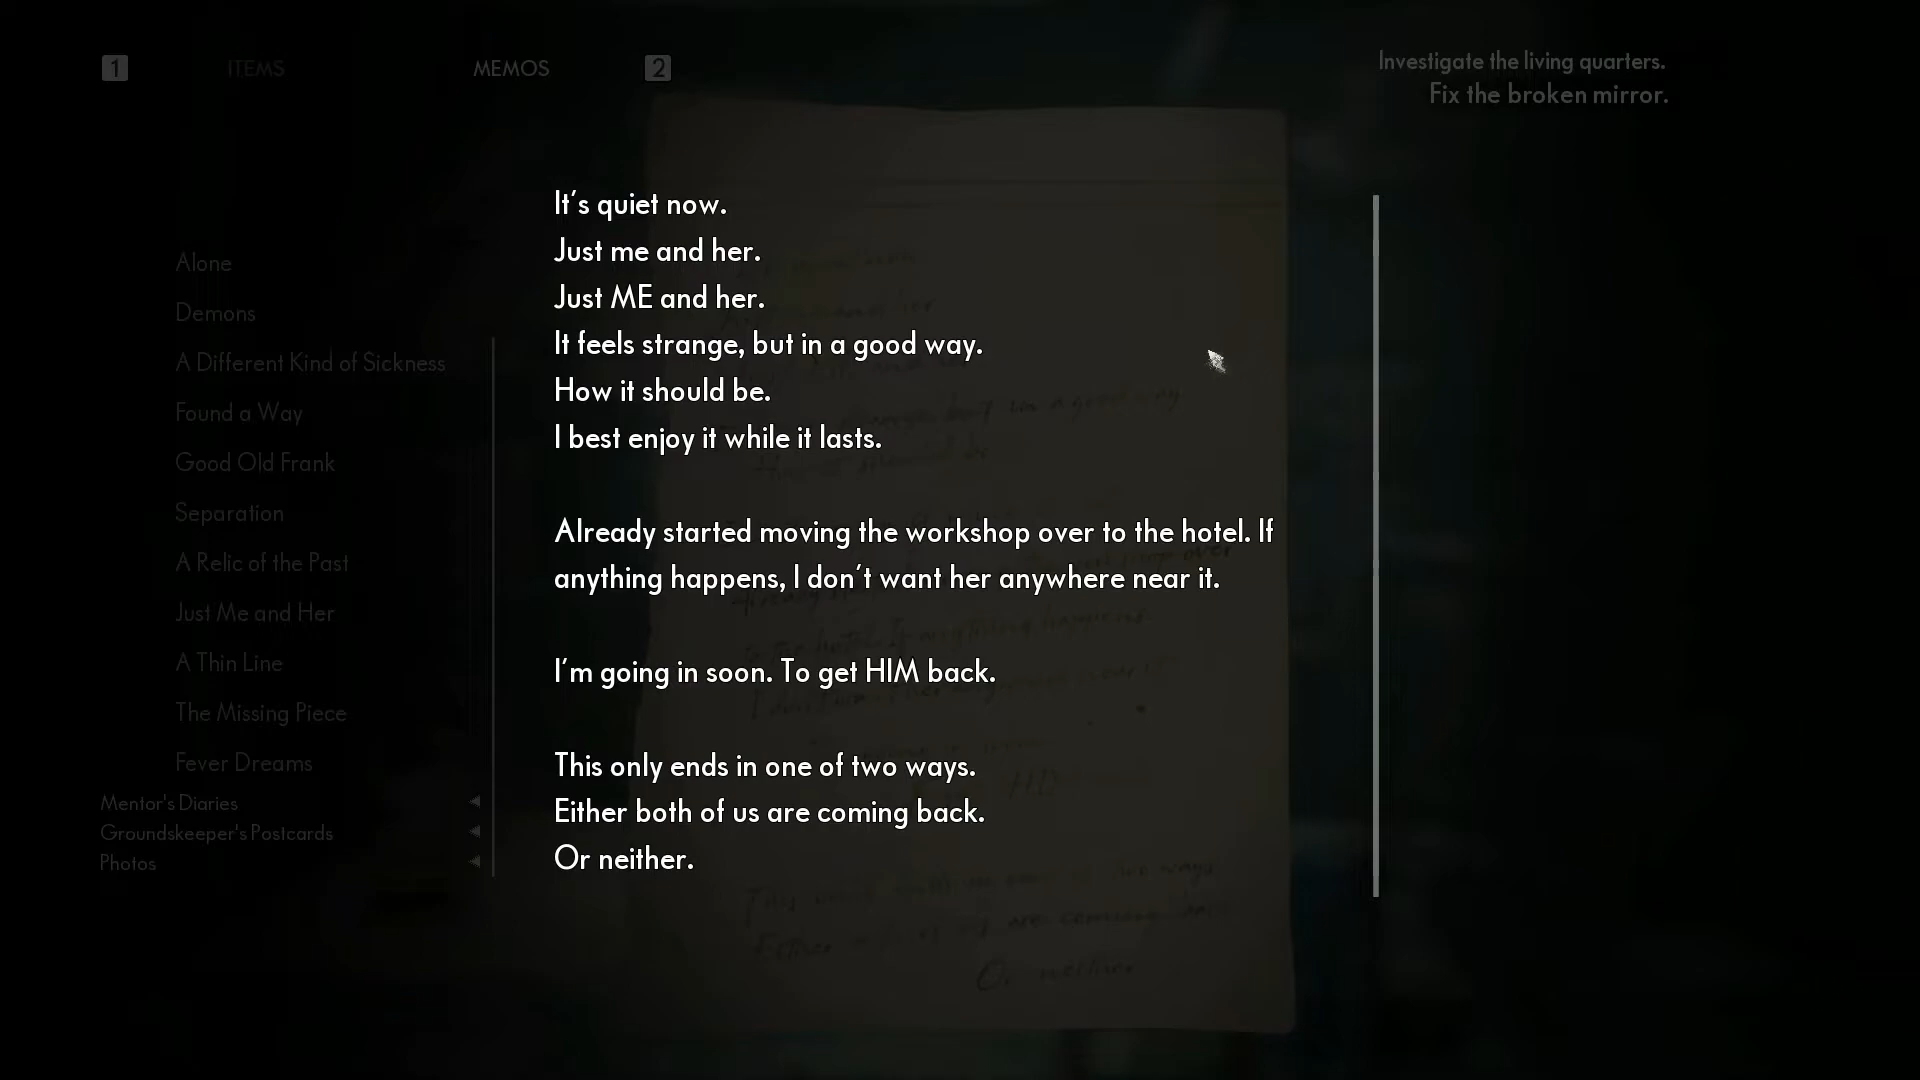 1 ITEMS MEMOS 2
Investigate the living quarters.
Fix the broken mirror.
Alone
Demons
A Different Kind of Sickness
Found a Way
Good Old Frank
Separation
A Relic of the Past
Just Me and Her
A Thin Line
The Missing Piece
Fever Dreams
Mentor's Diaries
Groundskeeper's Postcards
Photos
It's quiet now.
Just me and her.
Just ME and her.
It feels strange, but in a good way.
How it should be.
I best enjoy it while it lasts.
Already started moving the workshop over to the hotel. If
anything happens, I don't want her anywhere near it.
I'm going in soon. To get HIM back.
This only ends in one of two ways.
Either both of us are coming back.
Or neither.